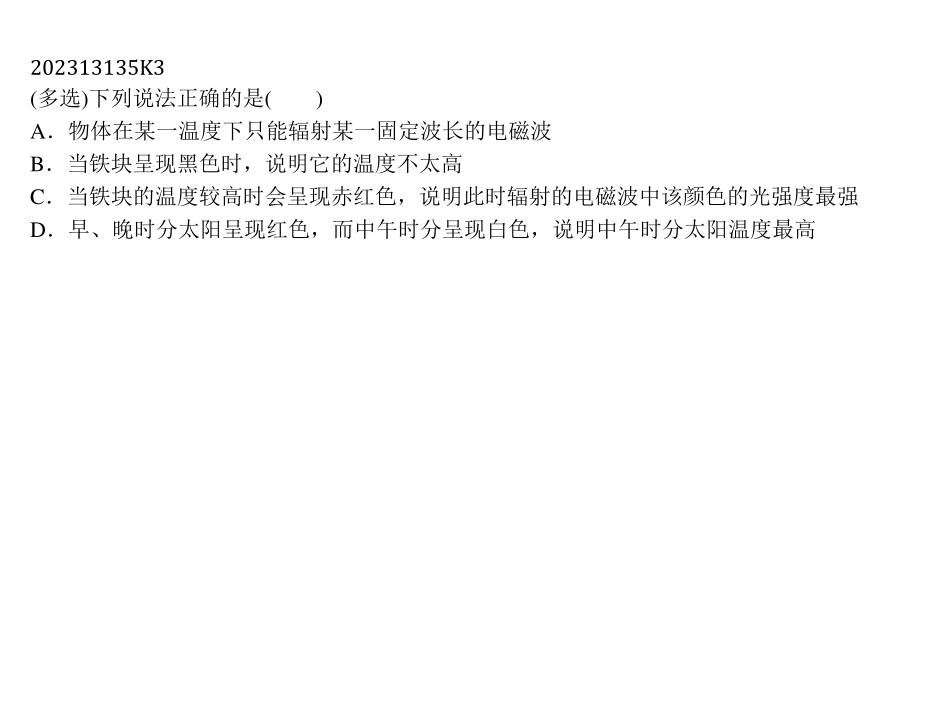 202313135K3
(多选)下列说法正确的是(　　)
A．物体在某一温度下只能辐射某一固定波长的电磁波
B．当铁块呈现黑色时，说明它的温度不太高
C．当铁块的温度较高时会呈现赤红色，说明此时辐射的电磁波中该颜色的光强度最强
D．早、晚时分太阳呈现红色，而中午时分呈现白色，说明中午时分太阳温度最高